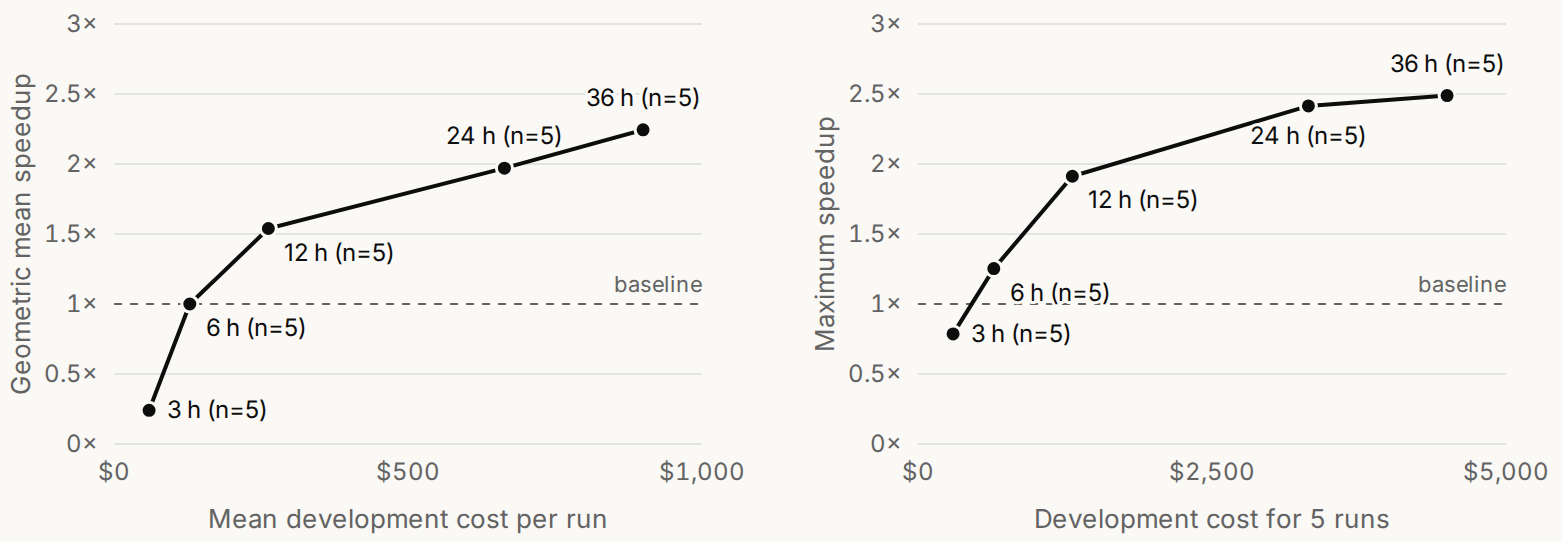 Geometric mean speedup
3×
2.5×
2×
1.5×
1×
0.5×
0×
36 h (n=5)
24 h (n=5)
12 h (n=5)
baseline
6 h (n=5)
3 h (n=5)
$0
$500
$1,000
Mean development cost per run
Maximum speedup
3×
2.5×
2×
1.5×
1×
0.5×
0×
36 h (n=5)
24 h (n=5)
12 h (n=5)
baseline
6 h (n=5)
3 h (n=5)
$0
$2,500
$5,000
Development cost for 5 runs